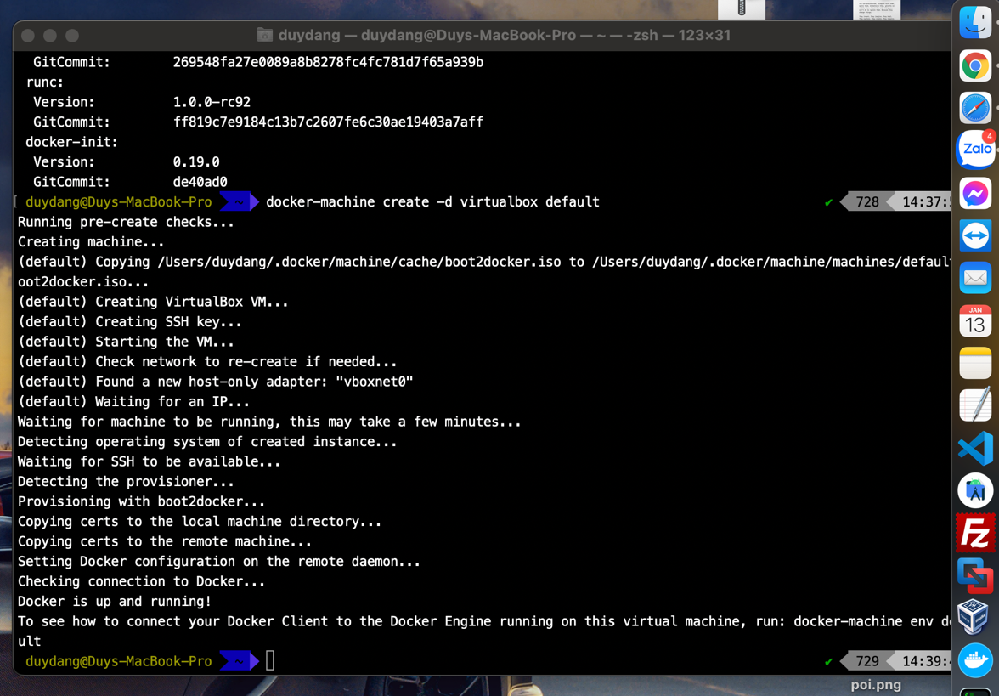 duydang — duydang@Duys-MacBook-Pro — ~ — -zsh — 123×31
GitCommit: 269548fa27e0089a8b8278fc4fc781d7f65a939b
runc:
Version: 1.0.0-rc92
GitCommit: ff819c7e9184c13b7c2607fe6c30ae19403a7aff
docker-init:
Version: 0.19.0
GitCommit: de40ad0
[ duydang@Duys-MacBook-Pro ~ docker-machine create -d virtualbox default ✔ 728 14:37:
Running pre-create checks...
Creating machine...
(default) Copying /Users/duydang/.docker/machine/cache/boot2docker.iso to /Users/duydang/.docker/machine/machines/defaul
oot2docker.iso...
(default) Creating VirtualBox VM...
(default) Creating SSH key...
(default) Starting the VM...
(default) Check network to re-create if needed...
(default) Found a new host-only adapter: "vboxnet0"
(default) Waiting for an IP...
Waiting for machine to be running, this may take a few minutes...
Detecting operating system of created instance...
Waiting for SSH to be available...
Detecting the provisioner...
Provisioning with boot2docker...
Copying certs to the local machine directory...
Copying certs to the remote machine...
Setting Docker configuration on the remote daemon...
Checking connection to Docker...
Docker is up and running!
To see how to connect your Docker Client to the Docker Engine running on this virtual machine, run: docker-machine env d
ult
duydang@Duys-MacBook-Pro ~ ✔ 729 14:39:
poi.png
Zalo
4
JAN
13
Fz